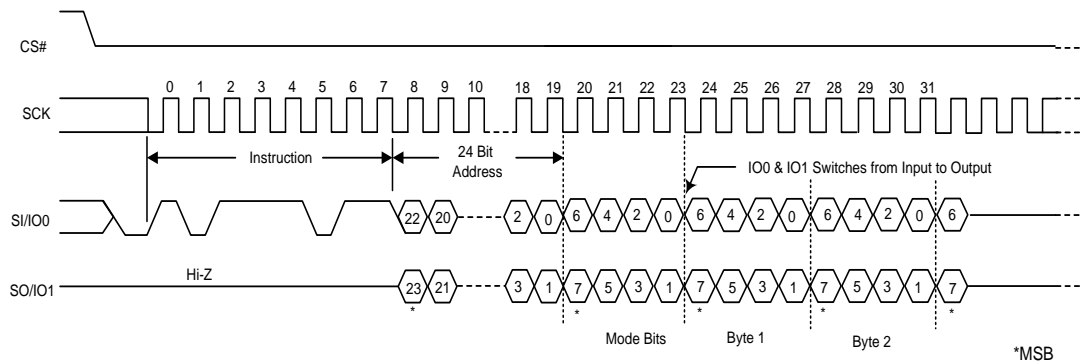 CS#
0 1 2 3 4 5 6 7 8 9 10 18 19 20 21 22 23 24 25 26 27 28 29 30 31
SCK
Instruction
24 Bit
Address
IO0 & IO1 Switches from Input to Output
SI/IO0
22 20 2 0 6 4 2 0 6 4 2 0 6 4 2 0 6
Hi-Z
SO/IO1
23 21 3 1 7 5 3 1 7 5 3 1 7 5 3 1 7
* * * * *
Mode Bits
Byte 1
Byte 2
*MSB